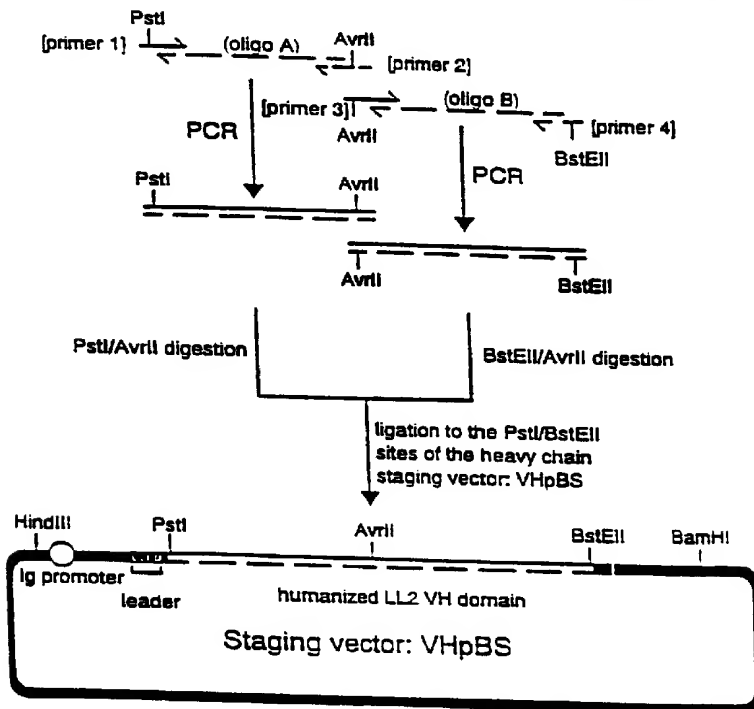 PstI
[primer 1]
(oligo A)
AvrII
[primer 2]
[primer 3]
(oligo B)
[primer 4]
AvrII
BstEII
PCR
PCR
PstI
AvrII
AvrII
BstEII
PstI/AvrII digestion
BstEII/AvrII digestion
ligation to the PstI/BstEII
sites of the heavy chain
staging vector: VHpBS
HindIII
PstI
AvrII
BstEII
BamHI
Ig promoter
leader
humanized LL2 VH domain
Staging vector: VHpBS